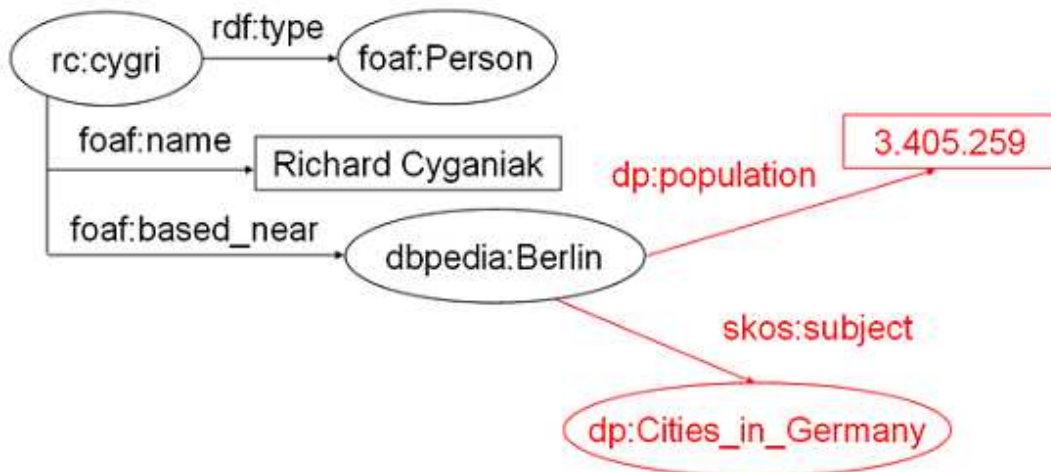 rdf:type
rc:cygri
foaf:Person
foaf:name
3.405.259
Richard Cyganiak
dp:population
foaf:based_near
dbpedia:Berlin
skos:subject
dp:Cities_in_Germany